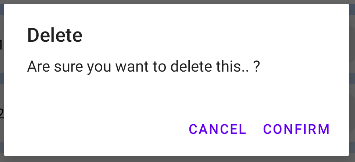 Delete
Are sure you want to delete this.. ?
CANCEL CONFIRM